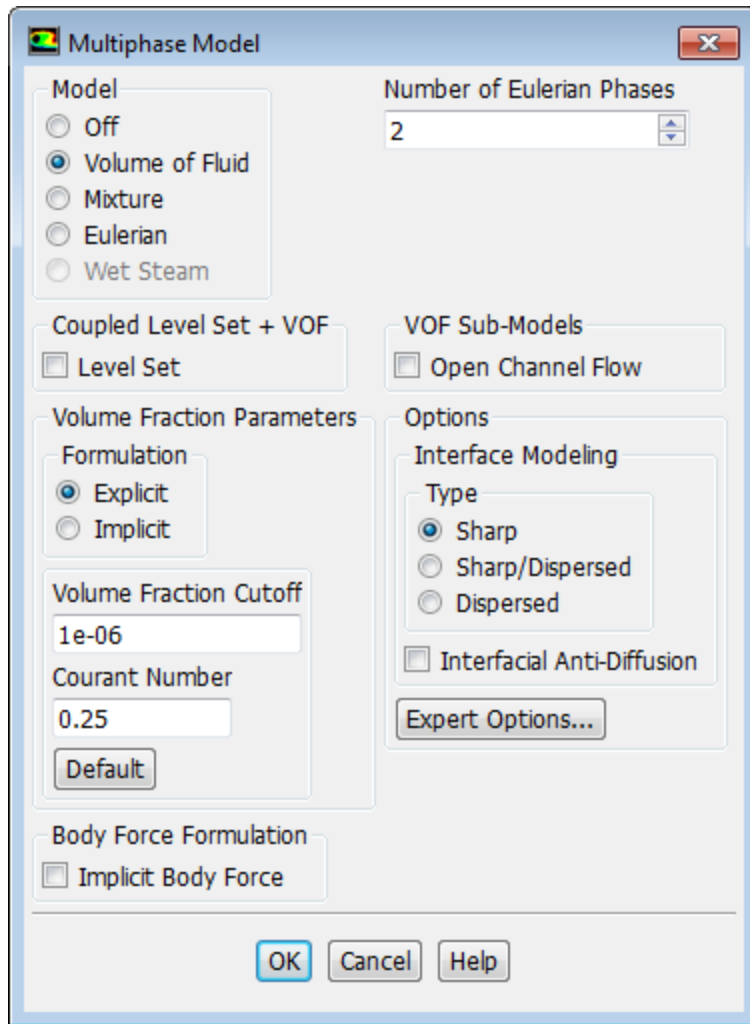 Multiphase Model
Model
Off
Volume of Fluid
Mixture
Eulerian
Wet Steam
Number of Eulerian Phases
2
Coupled Level Set + VOF
Level Set
VOF Sub-Models
Open Channel Flow
Volume Fraction Parameters
Formulation
Explicit
Implicit
Volume Fraction Cutoff
1e-06
Courant Number
0.25
Default
Options
Interface Modeling
Type
Sharp
Sharp/Dispersed
Dispersed
Interfacial Anti-Diffusion
Expert Options...
Body Force Formulation
Implicit Body Force
OK
Cancel
Help